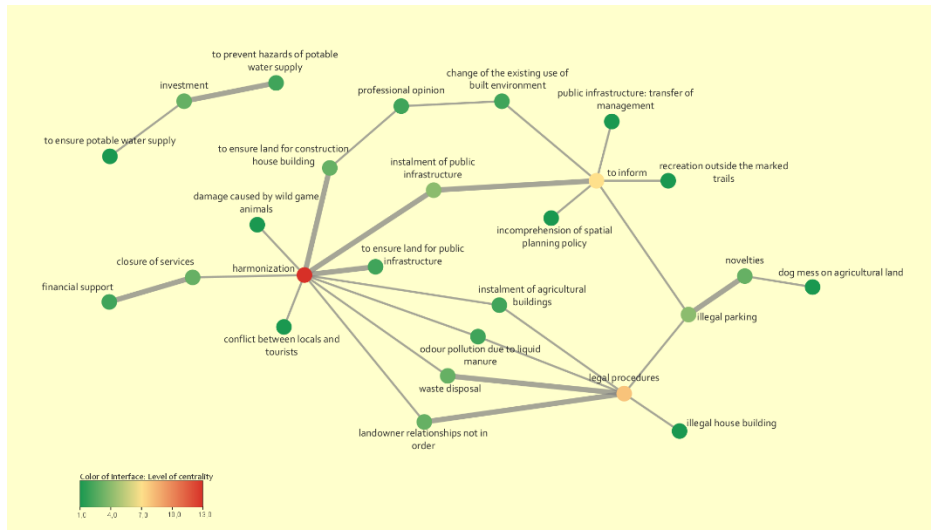 to prevent hazards of potable
water supply
investment
change of the existing use of
built environment
professional opinion
public infrastructure: transfer of
management
to ensure potable water supply
to ensure land for construction
house building
instalment of public
infrastructure
to inform
recreation outside the marked
trails
damage caused by wild game
animals
incomprehension of spatial
planning policy
to ensure land for public
infrastructure
closure of services
harmonization
novelties
dog mess on agricultural land
financial support
instalment of agricultural
buildings
illegal parking
conflict between locals and
tourists
odour pollution due to liquid
manure
legal procedures
waste disposal
illegal house building
landowner relationships not in
order
Color of Interface: Level of centrality
1,0 4,0 7,0 10,0 13,0